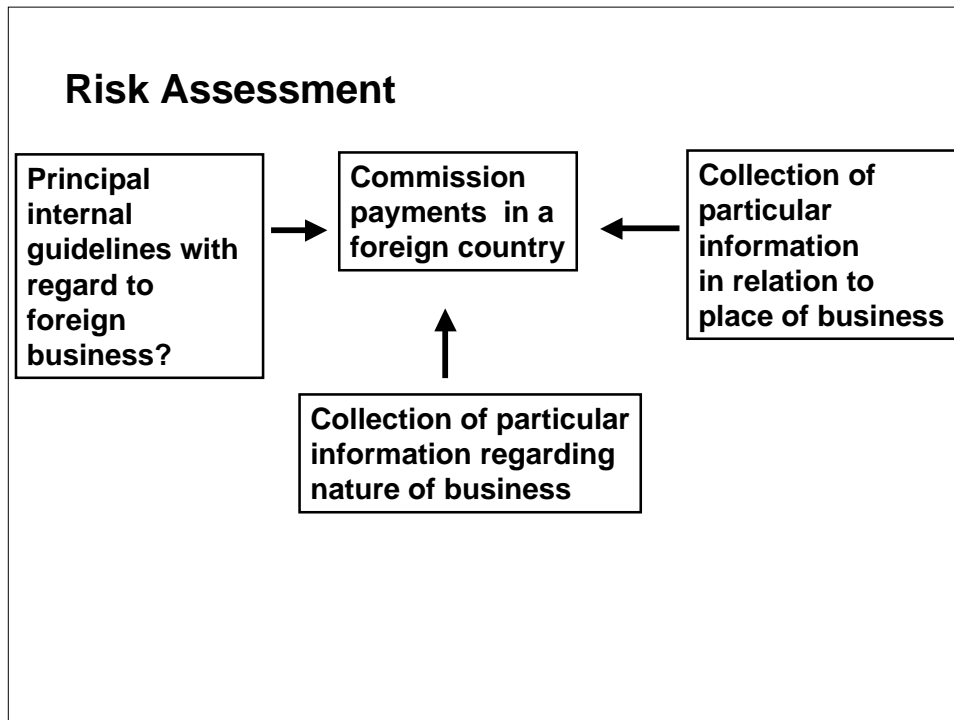 Risk Assessment
Principal
internal
guidelines with
regard to
foreign
business?
Commission
payments  in a
foreign country
Collection of
particular
information
in relation to
place of business
Collection of particular
information regarding
nature of business